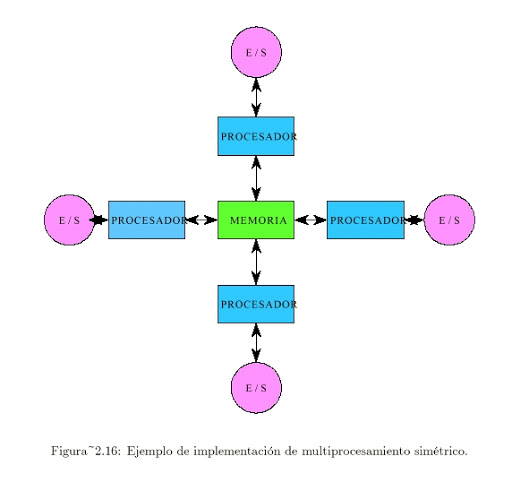 E / S
PROCESADOR
E / S PROCESADOR MEMORIA PROCESADOR E / S
PROCESADOR
E / S
Figura~2.16: Ejemplo de implementación de multiprocesamiento simétrico.